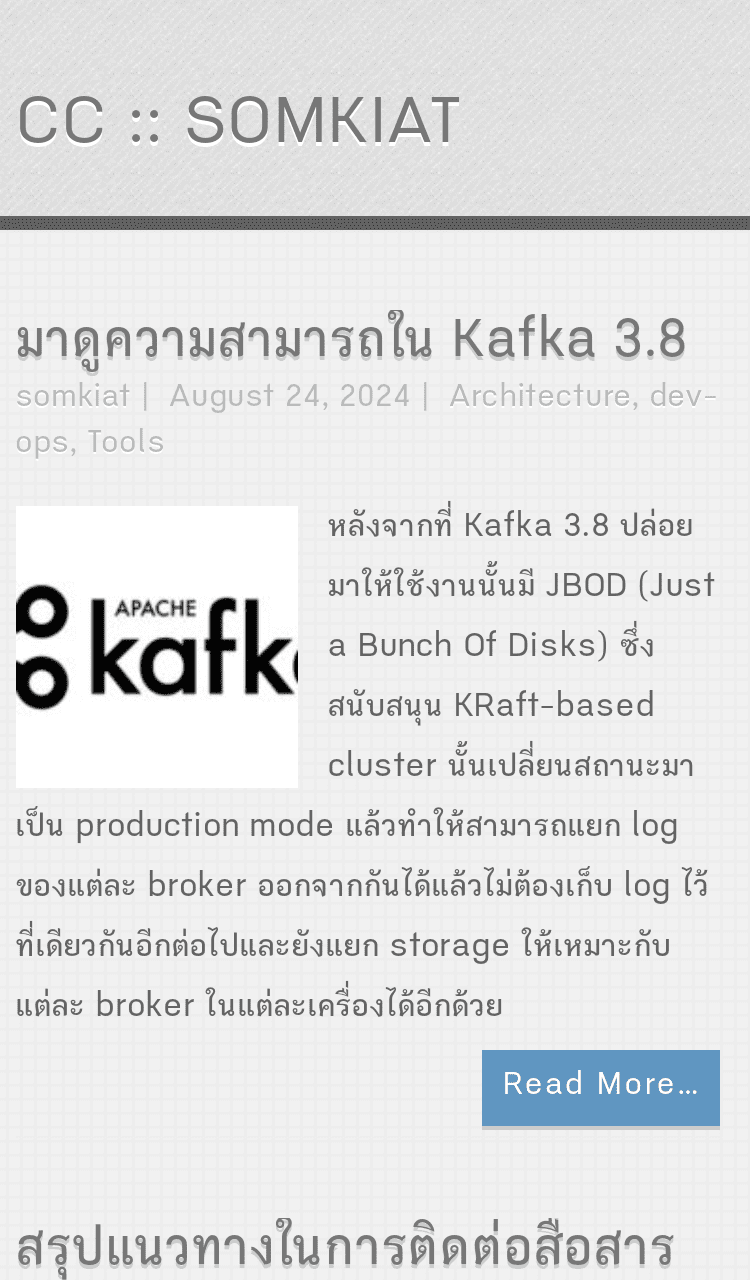 CC :: SOMKIAT
มาดูความสามารถใน Kafka 3.8
somkiat | August 24, 2024 | Architecture, dev-
ops, Tools
APACHE
kafk
หลังจากที่ Kafka 3.8 ปล่อย
มาให้ใช้งานนั้นมี JBOD (Just
a Bunch Of Disks) ซึ่ง
สนับสนุน KRaft-based
cluster นั้นเปลี่ยนสถานะมา
เป็น production mode แล้วทำให้สามารถแยก log
ของแต่ละ broker ออกจากกันได้แล้วไม่ต้องเก็บ log ไว้
ที่เดียวกันอีกต่อไปและยังแยก storage ให้เหมาะกับ
แต่ละ broker ในแต่ละเครื่องได้อีกด้วย
Read More…
สรุปแนวทางในการติดต่อสือสาร